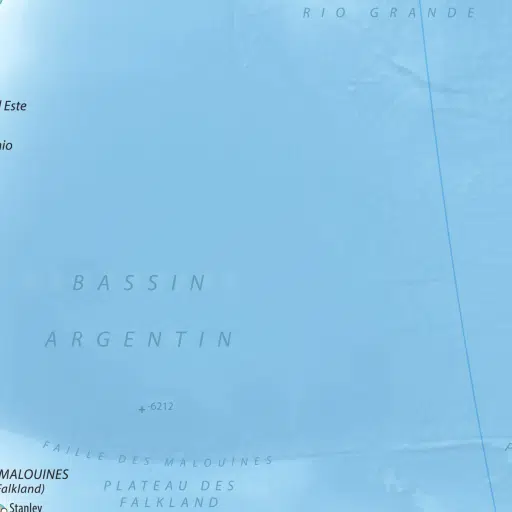 RIO GRANDE
l Este
nio
BASSIN
ARGENTIN
-6212
FAILLE DES MALOUINES
MALOUINES
Falkland)
PLATEAU DES
FALKLAND
Stanley